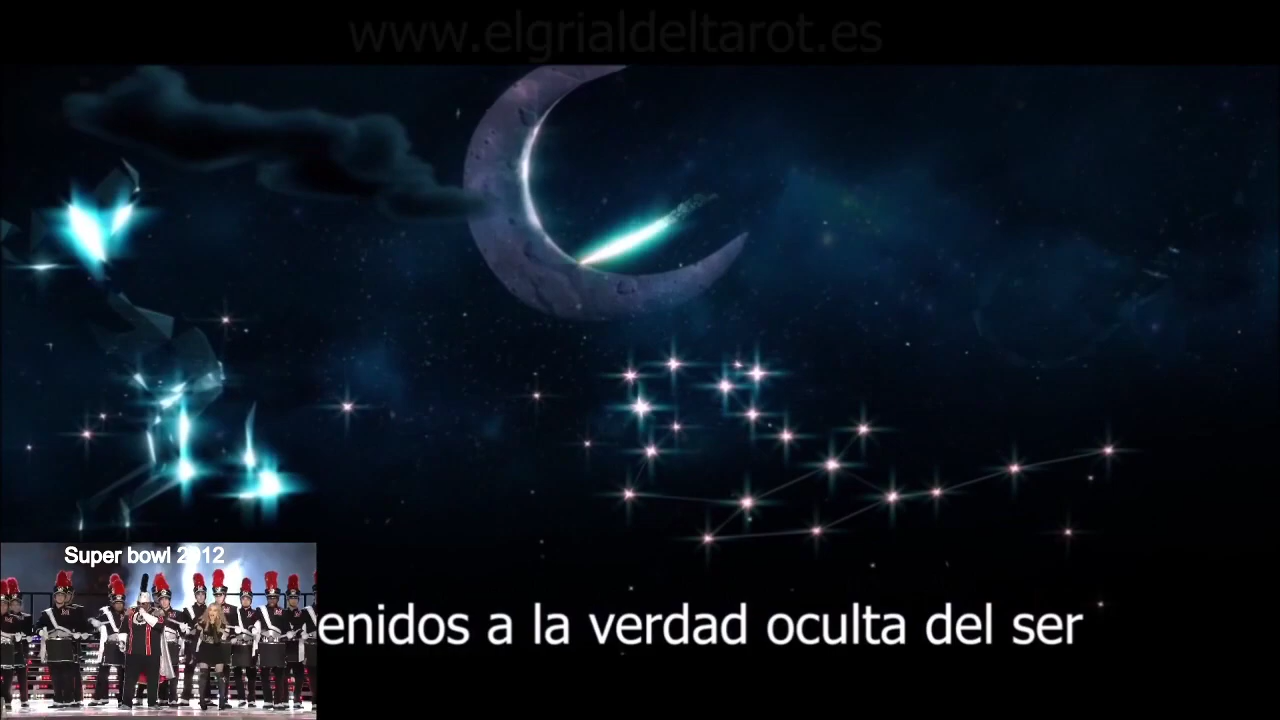 www.elgrialdeltarot.es
Super bowl 2012
enidos a la verdad oculta del ser